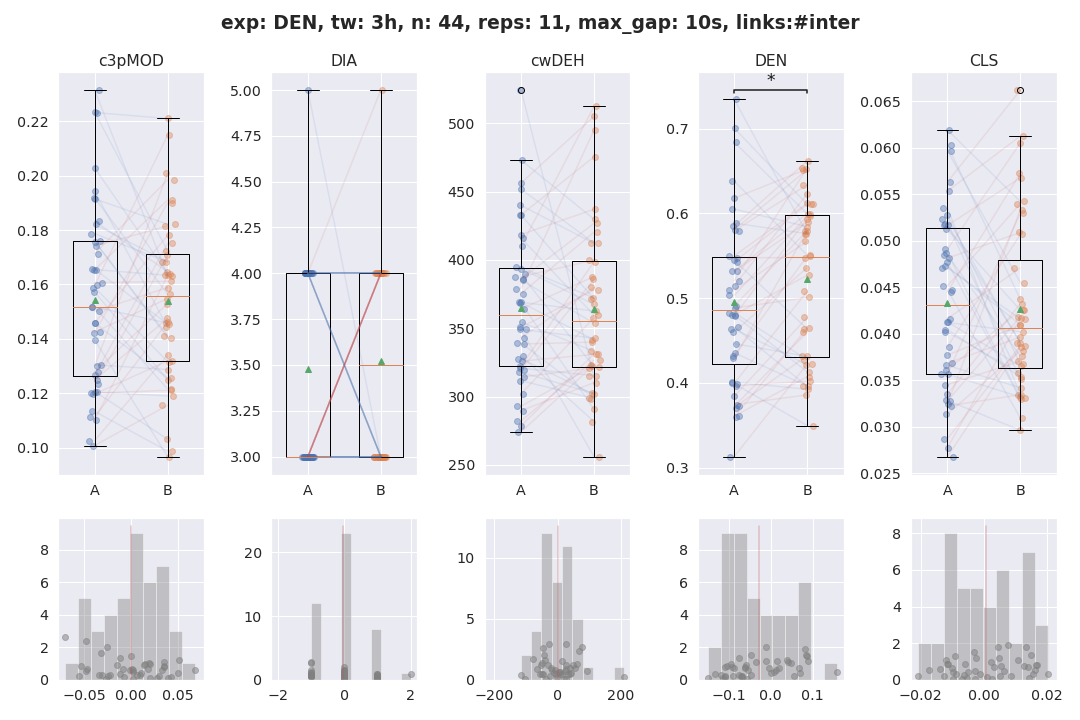 exp: DEN, tw: 3h, n: 44, reps: 11, max_gap: 10s, links:#inter
c3pMOD DIA cwDEH DEN CLS
*
0.22 0.20 0.18 0.16 0.14 0.12 0.10
A B
5.00 4.75 4.50 4.25 4.00 3.75 3.50 3.25 3.00
A B
500 450 400 350 300 250
A B
0.7 0.6 0.5 0.4 0.3
A B
0.065 0.060 0.055 0.050 0.045 0.040 0.035 0.030 0.025
A B
8 6 4 2 0
−0.05 0.00 0.05
20 10 0
−2 0 2
10 5 0
−200 0 200
8 6 4 2 0
−0.1 0.0 0.1
8 6 4 2 0
−0.02 0.00 0.02